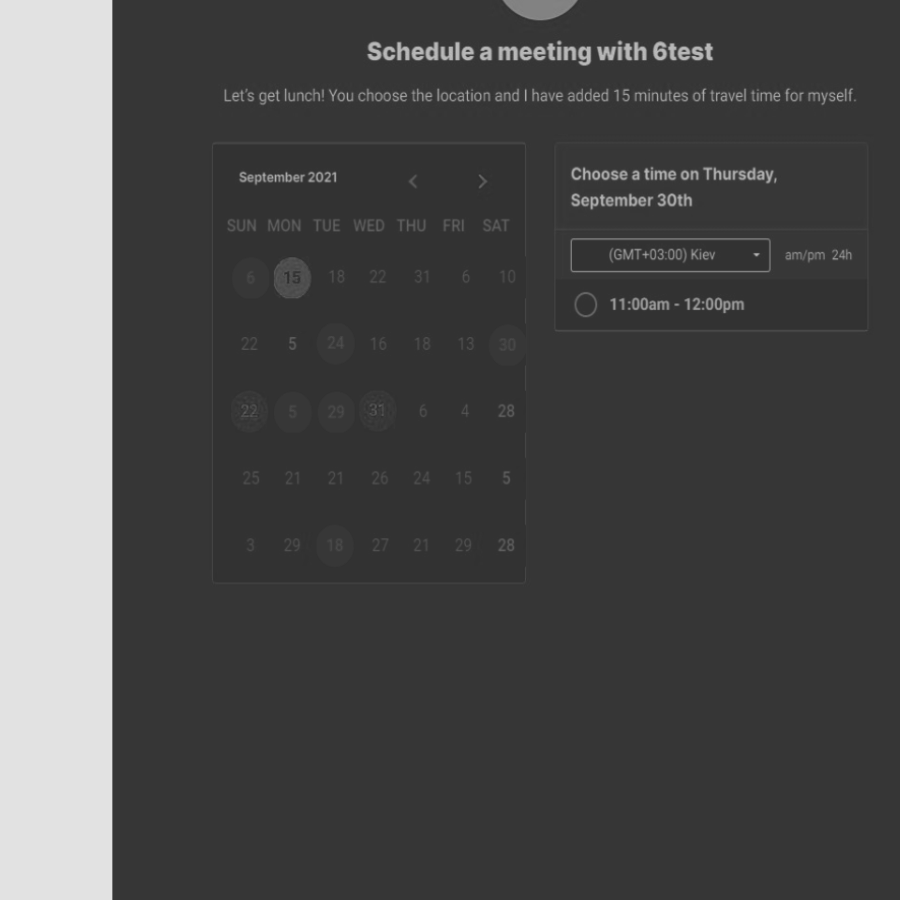 Schedule a meeting with 6test
Let's get lunch! You choose the location and I have added 15 minutes of travel time for myself.
September 2021
SUN MON TUE WED THU FRI SAT
6 15 18 22 31 6 10
22 5 24 16 18 13 30
22 5 29 31 6 4 28
25 21 21 26 24 15 5
3 29 18 27 21 29 28
Choose a time on Thursday,
September 30th
(GMT+03:00) Kiev am/pm 24h
11:00am - 12:00pm